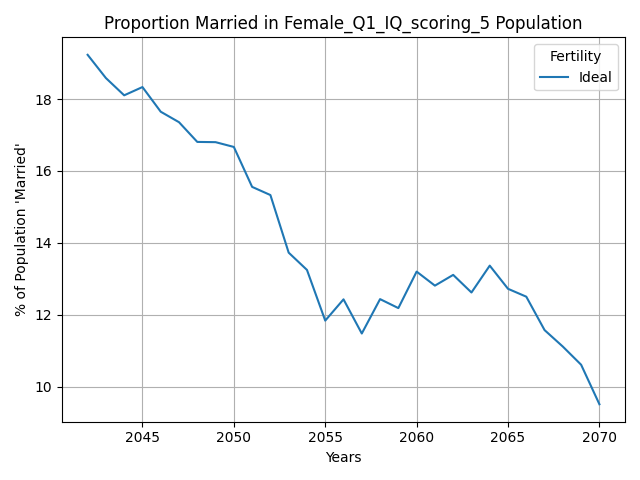 Proportion Married in Female_Q1_IQ_scoring_5 Population
Fertility
Ideal
% of Population 'Married'
18
16
14
12
10
2045 2050 2055 2060 2065 2070
Years